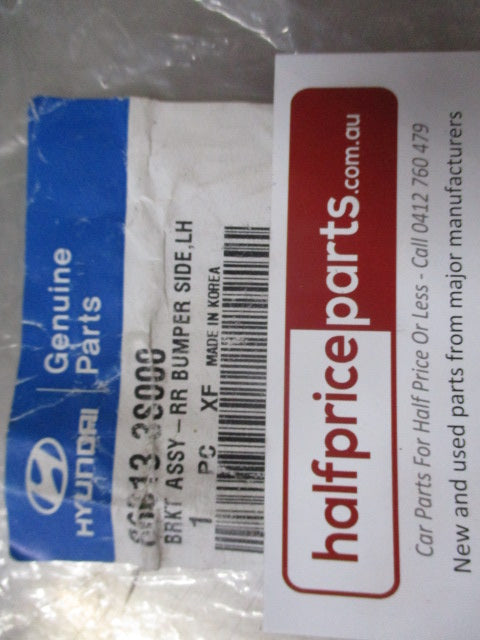 HYUNDAI
Genuine
Parts
BRKT ASSY-RR BUMPER SIDE,LH
1 PC XF MADE IN KOREA
halfpriceparts.com.au
Car Parts For Half Price Or Less - Call 0412 760 479
New and used parts from major manufacturers